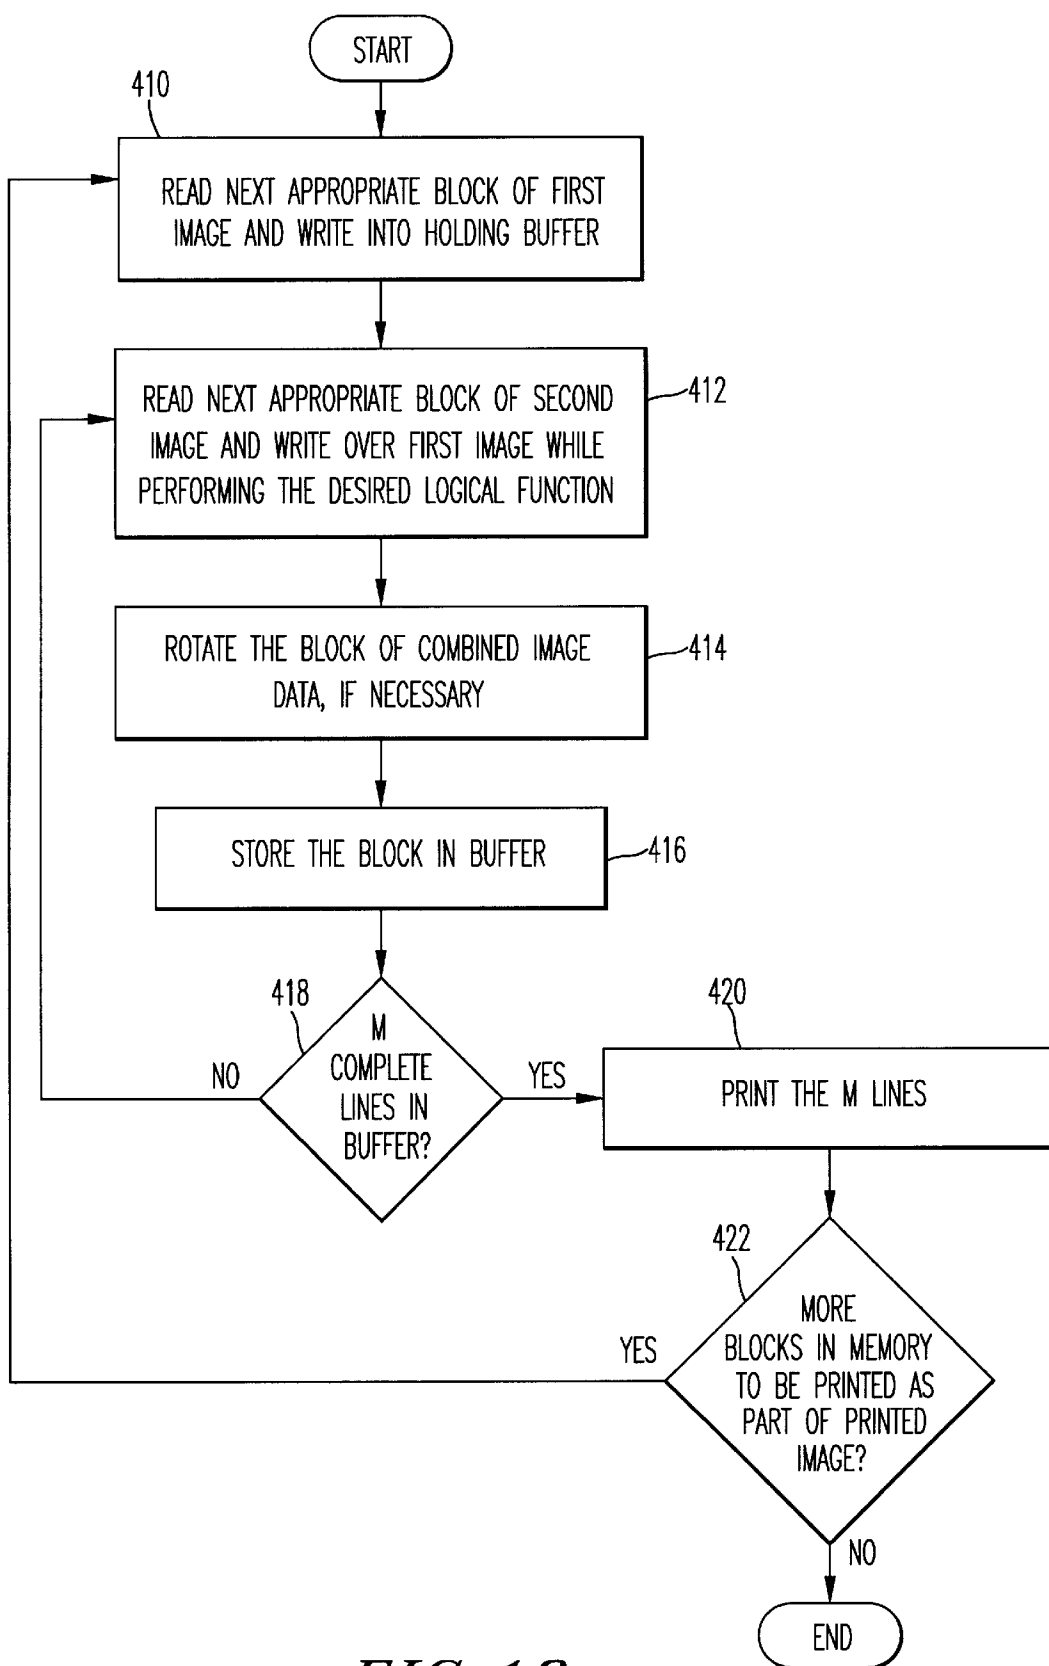 START
410
READ NEXT APPROPRIATE BLOCK OF FIRST
IMAGE AND WRITE INTO HOLDING BUFFER
READ NEXT APPROPRIATE BLOCK OF SECOND
IMAGE AND WRITE OVER FIRST IMAGE WHILE
PERFORMING THE DESIRED LOGICAL FUNCTION
412
ROTATE THE BLOCK OF COMBINED IMAGE
DATA, IF NECESSARY
414
STORE THE BLOCK IN BUFFER
416
418
M
COMPLETE
LINES IN
BUFFER?
NO
YES
420
PRINT THE M LINES
422
MORE
BLOCKS IN MEMORY
TO BE PRINTED AS
PART OF PRINTED
IMAGE?
YES
NO
END